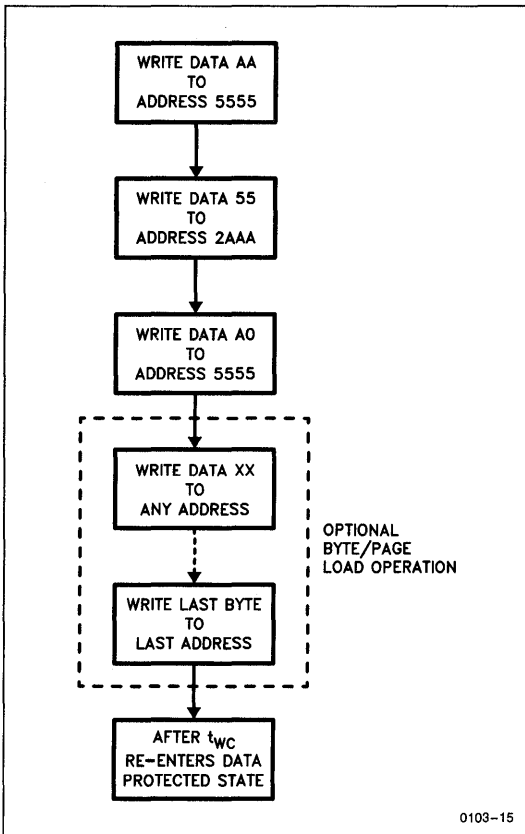 WRITE DATA AA
TO
ADDRESS 5555
WRITE DATA 55
TO
ADDRESS 2AAA
WRITE DATA A0
TO
ADDRESS 5555
WRITE DATA XX
TO
ANY ADDRESS
OPTIONAL
BYTE/PAGE
LOAD OPERATION
WRITE LAST BYTE
TO
LAST ADDRESS
AFTER tWC
RE-ENTERS DATA
PROTECTED STATE
0103-15